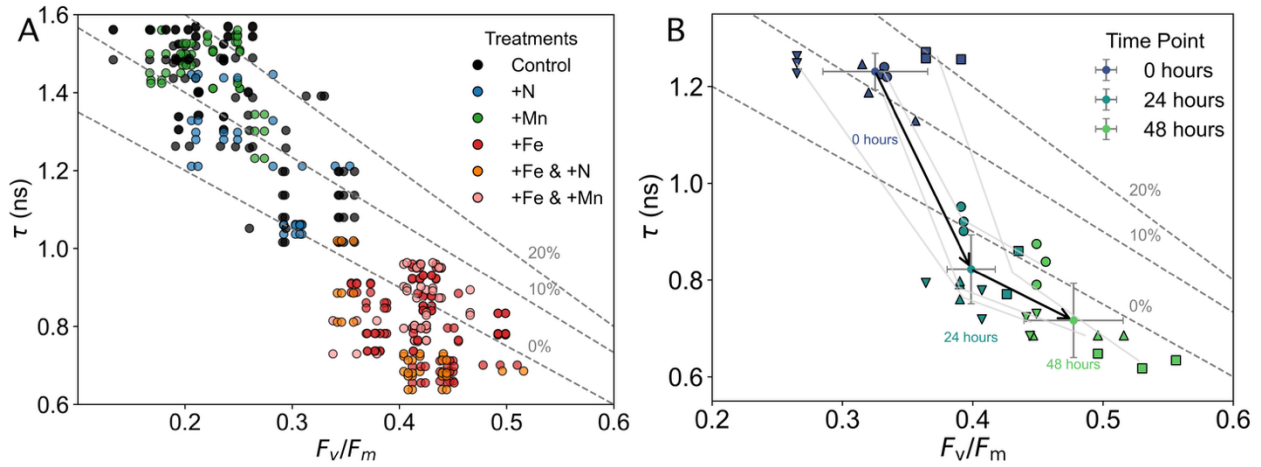 A
1.6
1.4
1.2
1.0
0.8
0.6
τ (ns)
0.2
0.3
0.4
0.5
0.6
Fv/Fm
Treatments
Control
+N
+Mn
+Fe
+Fe & +N
+Fe & +Mn
20%
10%
0%
B
1.2
1.0
0.8
0.6
τ (ns)
0.2
0.3
0.4
0.5
0.6
Fv/Fm
Time Point
0 hours
24 hours
48 hours
0 hours
24 hours
48 hours
20%
10%
0%